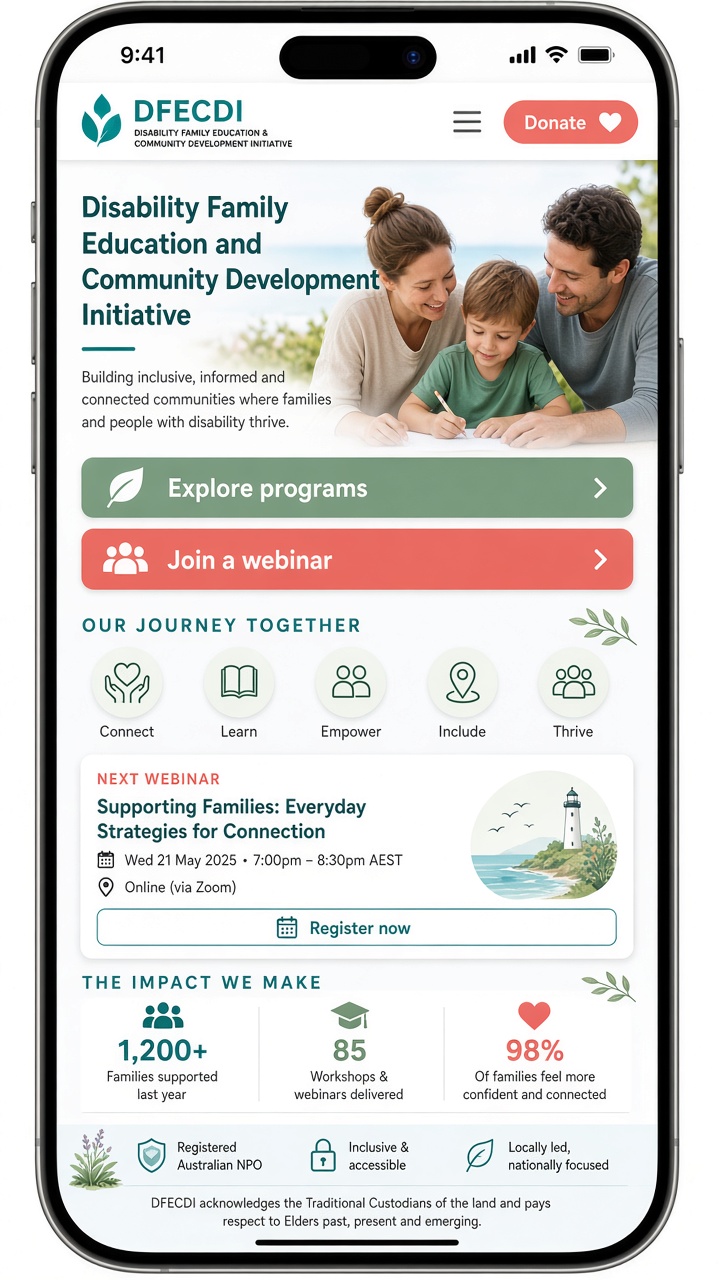 9:41
DFECDI
DISABILITY FAMILY EDUCATION &
COMMUNITY DEVELOPMENT INITIATIVE
Donate
Disability Family
Education and
Community Development
Initiative
Building inclusive, informed and
connected communities where families
and people with disability thrive.
Explore programs
Join a webinar
OUR JOURNEY TOGETHER
Connect
Learn
Empower
Include
Thrive
NEXT WEBINAR
Supporting Families: Everyday
Strategies for Connection
Wed 21 May 2025 • 7:00pm – 8:30pm AEST
Online (via Zoom)
Register now
THE IMPACT WE MAKE
1,200+
Families supported
last year
85
Workshops &
webinars delivered
98%
Of families feel more
confident and connected
Registered
Australian NPO
Inclusive &
accessible
Locally led,
nationally focused
DFECDI acknowledges the Traditional Custodians of the land and pays
respect to Elders past, present and emerging.